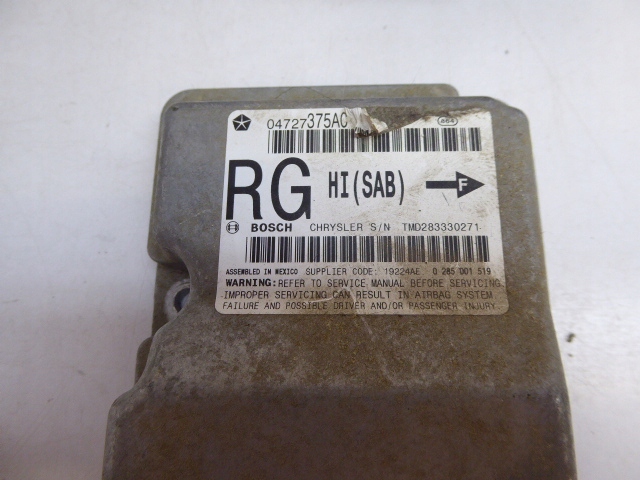 04727375AC
864
RG HI(SAB) F
BOSCH CHRYSLER S/N TMD283330271
ASSEMBLED IN MEXICO SUPPLIER CODE: 19224AE 0 285 001 519
WARNING:REFER TO SERVICE MANUAL BEFORE SERVICING
IMPROPER SERVICING CAN RESULT IN AIRBAG SYSTEM
FAILURE AND POSSIBLE DRIVER AND/OR PASSENGER INJURY